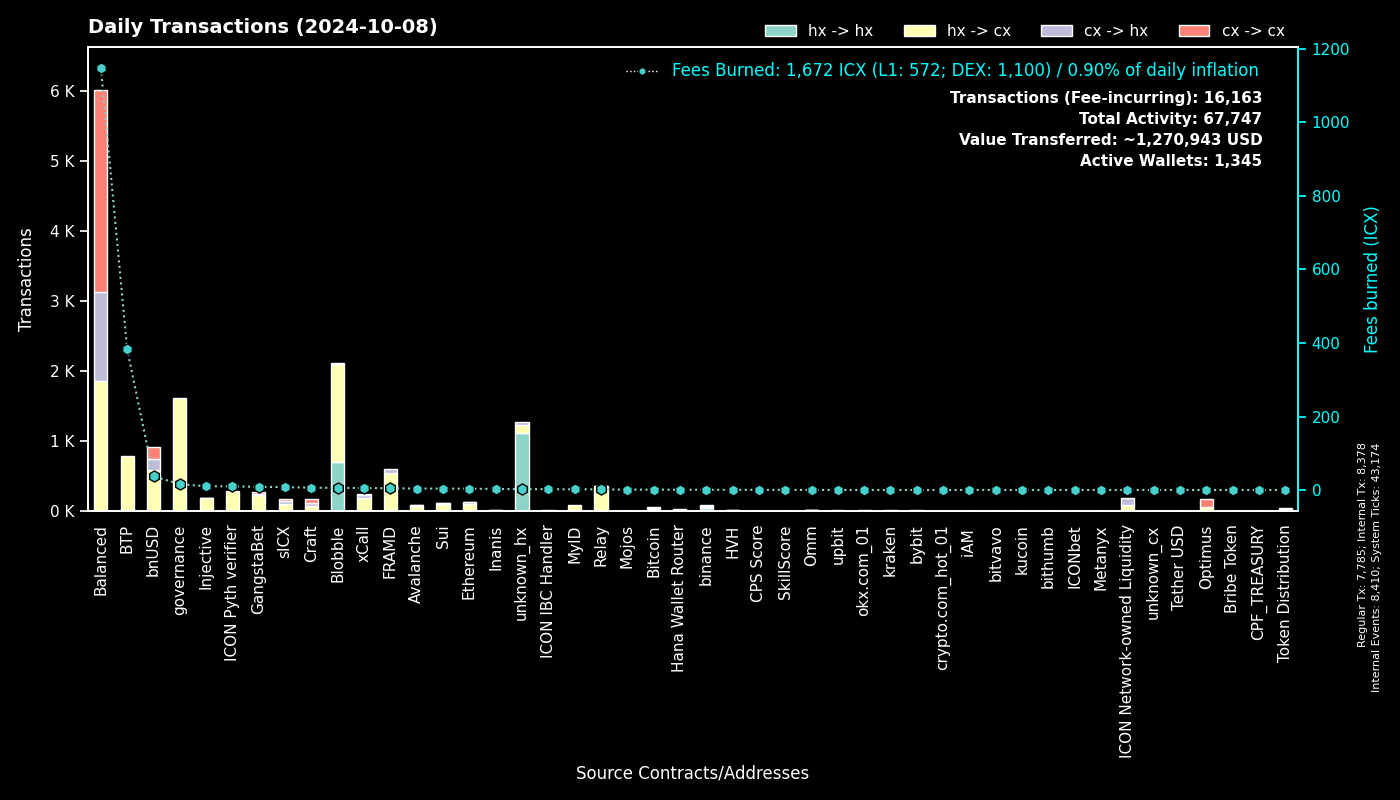 Daily Transactions (2024-10-08)
hx -> hx
hx -> cx
cx -> hx
cx -> cx
Fees Burned: 1,672 ICX (L1: 572; DEX: 1,100) / 0.90% of daily inflation
Transactions (Fee-incurring): 16,163
Total Activity: 67,747
Value Transferred: ~1,270,943 USD
Active Wallets: 1,345
Transactions
6 K
5 K
4 K
3 K
2 K
1 K
0 K
1200
1000
800
600
400
200
0
Fees burned (ICX)
Balanced
BTP
bnUSD
governance
Injective
ICON Pyth verifier
GangstaBet
sICX
Craft
Blobble
xCall
FRAMD
Avalanche
Sui
Ethereum
Inanis
unknown_hx
ICON IBC Handler
MyID
Relay
Mojos
Bitcoin
Hana Wallet Router
binance
HVH
CPS Score
SkillScore
Omm
upbit
okx.com_01
kraken
bybit
crypto.com_hot_01
IAM
bitvavo
kucoin
bithumb
ICONbet
Metanyx
ICON Network-owned Liquidity
unknown_cx
Tether USD
Optimus
Bribe Token
CPF_TREASURY
Token Distribution
Source Contracts/Addresses
Regular Tx: 7,785; Internal Tx: 8,378
Internal Events: 8,410; System Ticks: 43,174